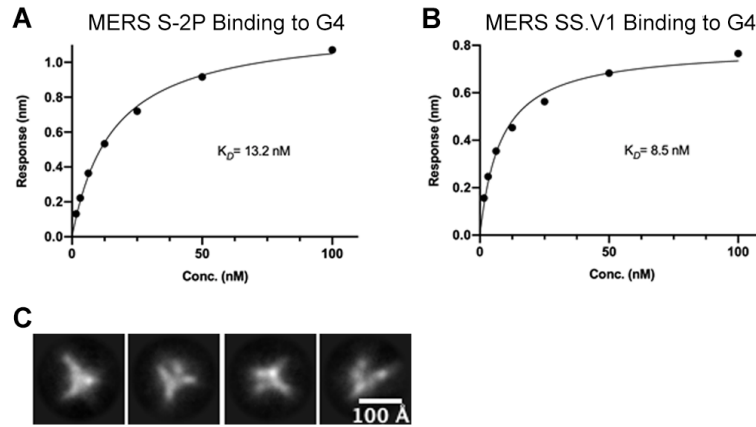 A
MERS S-2P Binding to G4
1.0
0.8
0.6
0.4
0.2
0.0
0
50
100
Response (nm)
Conc. (nM)
K_D= 13.2 nM
B
MERS SS.V1 Binding to G4
0.8
0.6
0.4
0.2
0.0
0
50
100
Response (nm)
Conc. (nM)
K_D= 8.5 nM
C
100 Å